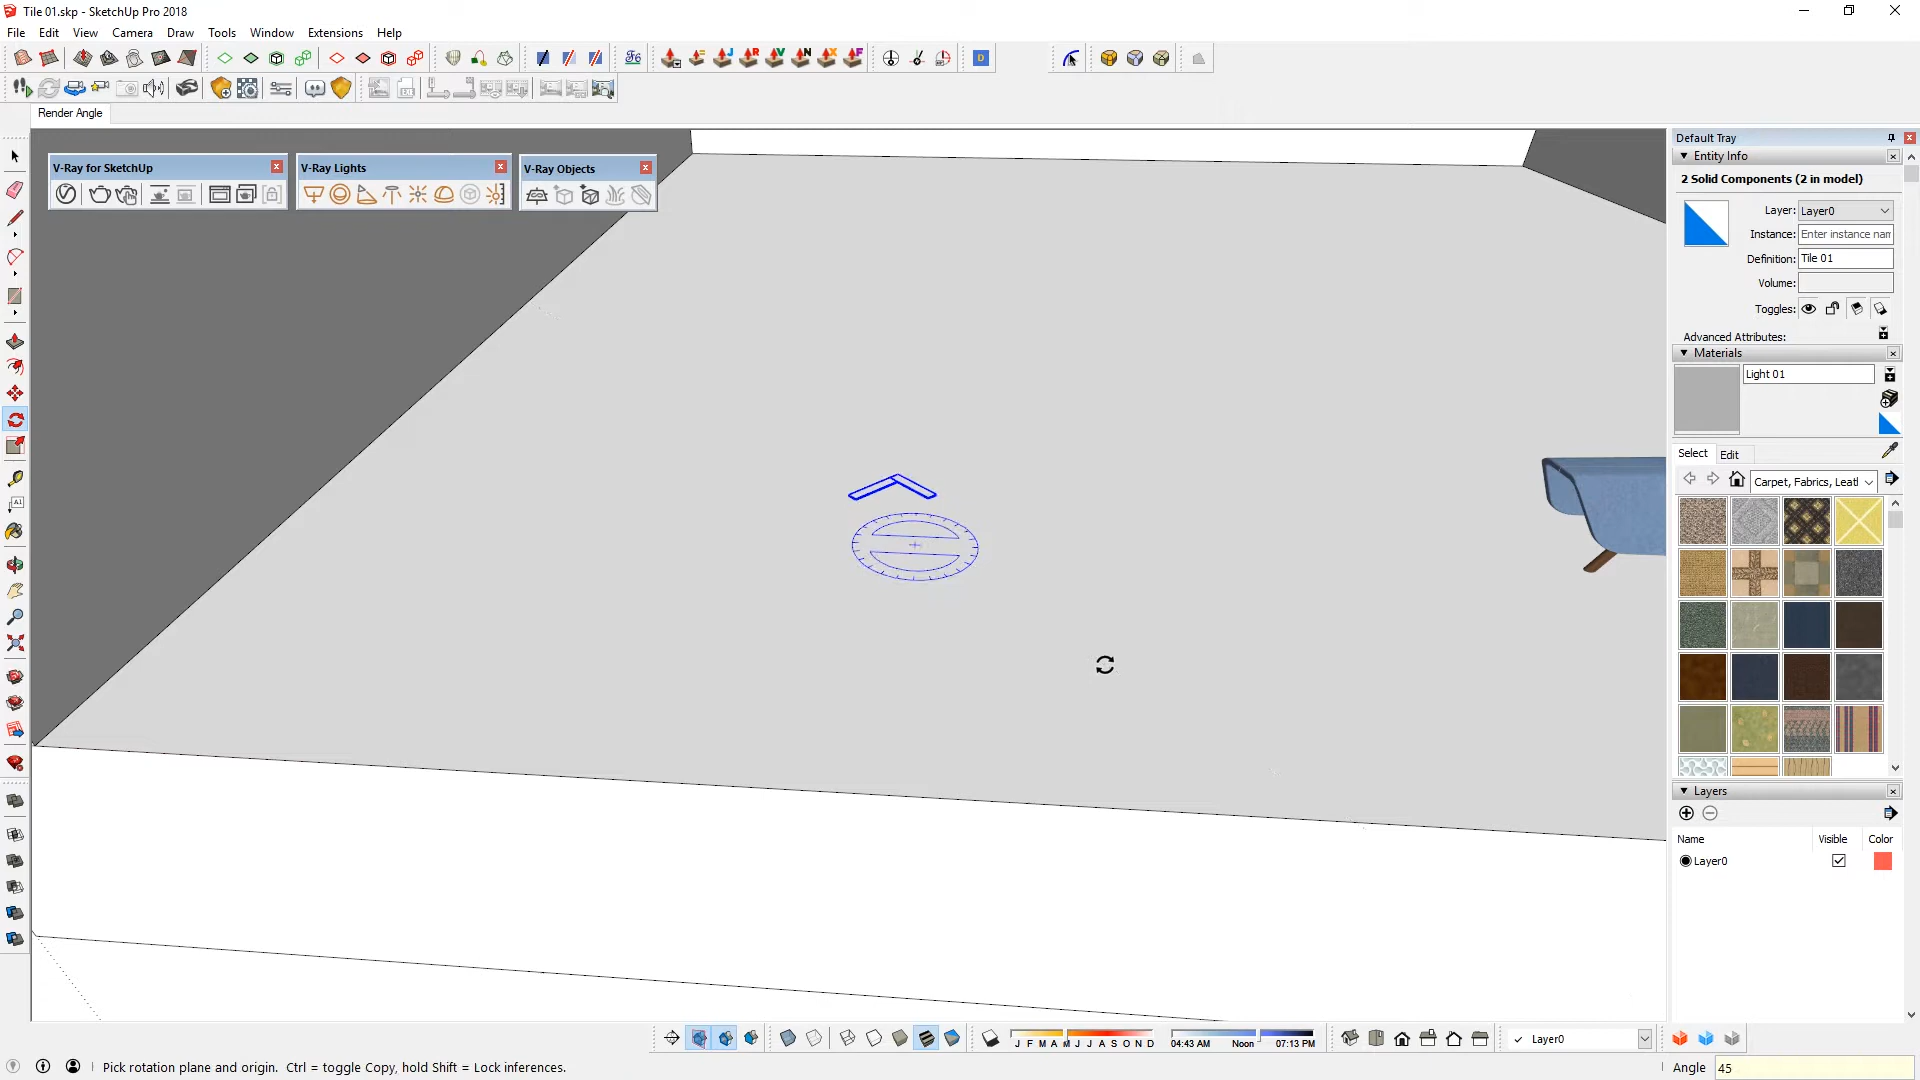 Tile 01.skp - SketchUp Pro 2018
File Edit View Camera Draw Tools Window Extensions Help
Render Angle
V-Ray for SketchUp
V-Ray Lights
V-Ray Objects
Default Tray
Entity Info
2 Solid Components (2 in model)
Layer: Layer0
Instance: Enter instance nam
Definition: Tile 01
Volume:
Toggles:
Advanced Attributes:
Materials
Light 01
Select Edit
Carpet, Fabrics, Leatl
Layers
Name Visible Color
Layer0
J F M A M J J A S O N D
04:43 AM Noon 07:13 PM
Layer0
Pick rotation plane and origin. Ctrl = toggle Copy, hold Shift = Lock inferences.
Angle 45